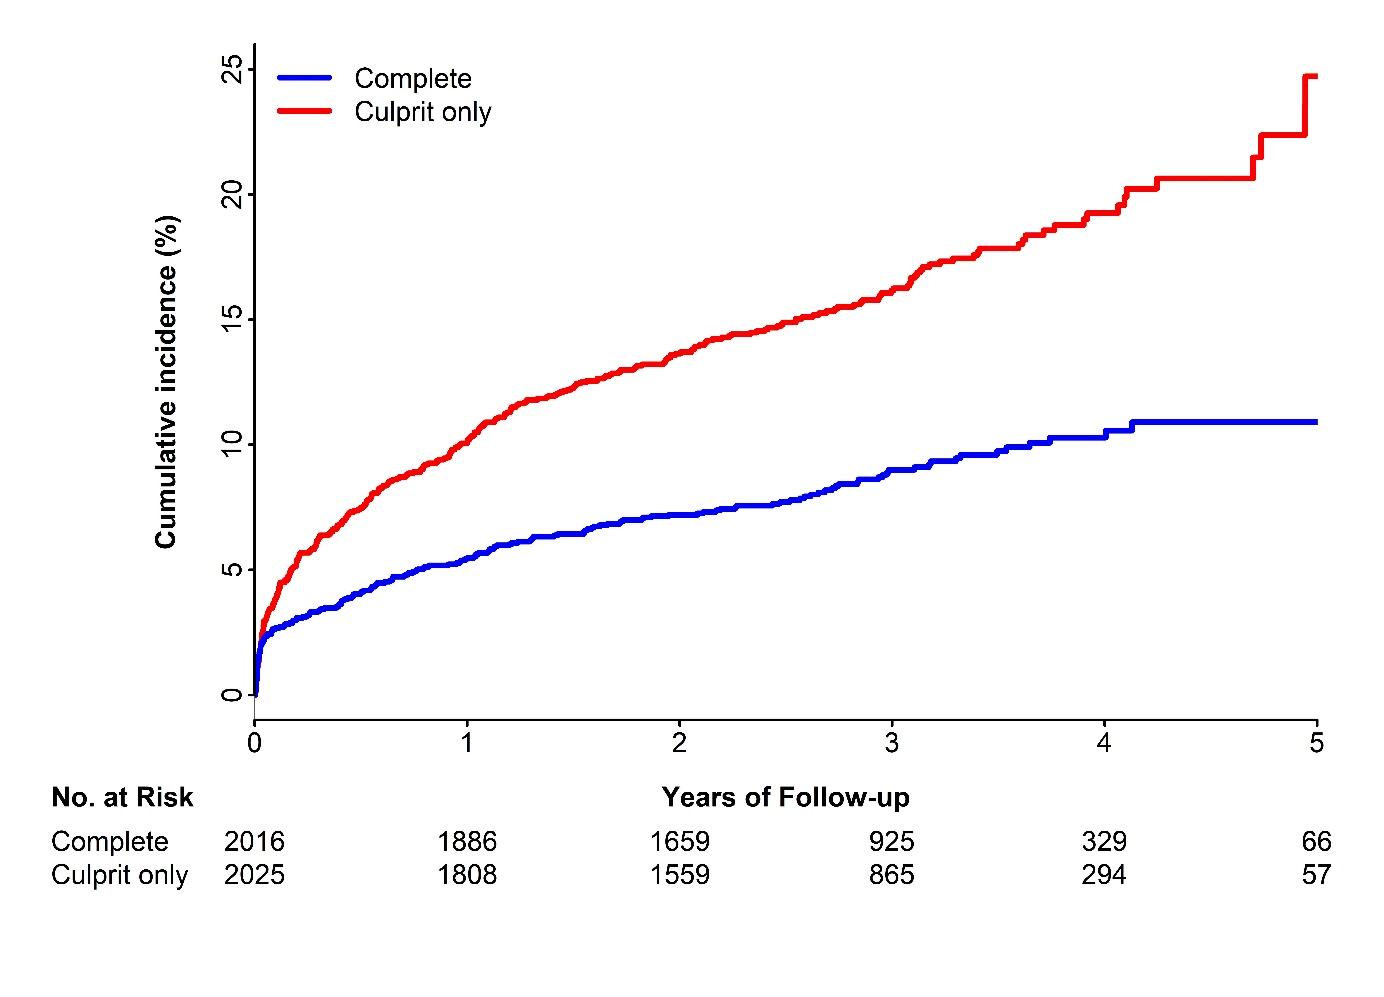 Complete
Culprit only
Cumulative incidence (%)
25
20
15
10
5
0
0 1 2 3 4 5
No. at Risk Years of Follow-up
Complete 2016 1886 1659 925 329 66
Culprit only 2025 1808 1559 865 294 57